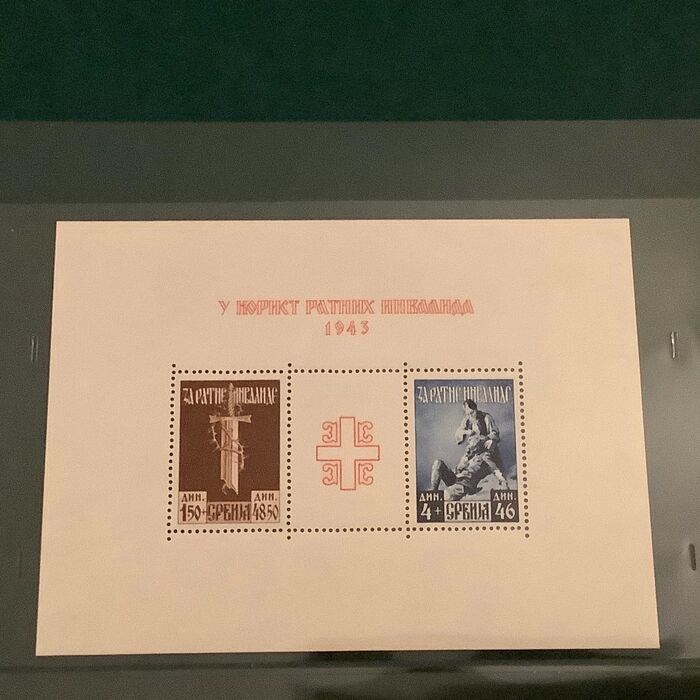 У КОРИСТ РАТНИХ ИНВАЛИДА
1943
ЗА РАТНЕ ИНВАЛИДЕ
ДИН. ДИН.
1.50+ СРБИЈА 48.50
ЗА РАТНЕ ИНВАЛИДЕ
ДИН. ДИН.
4+ СРБИЈА 46